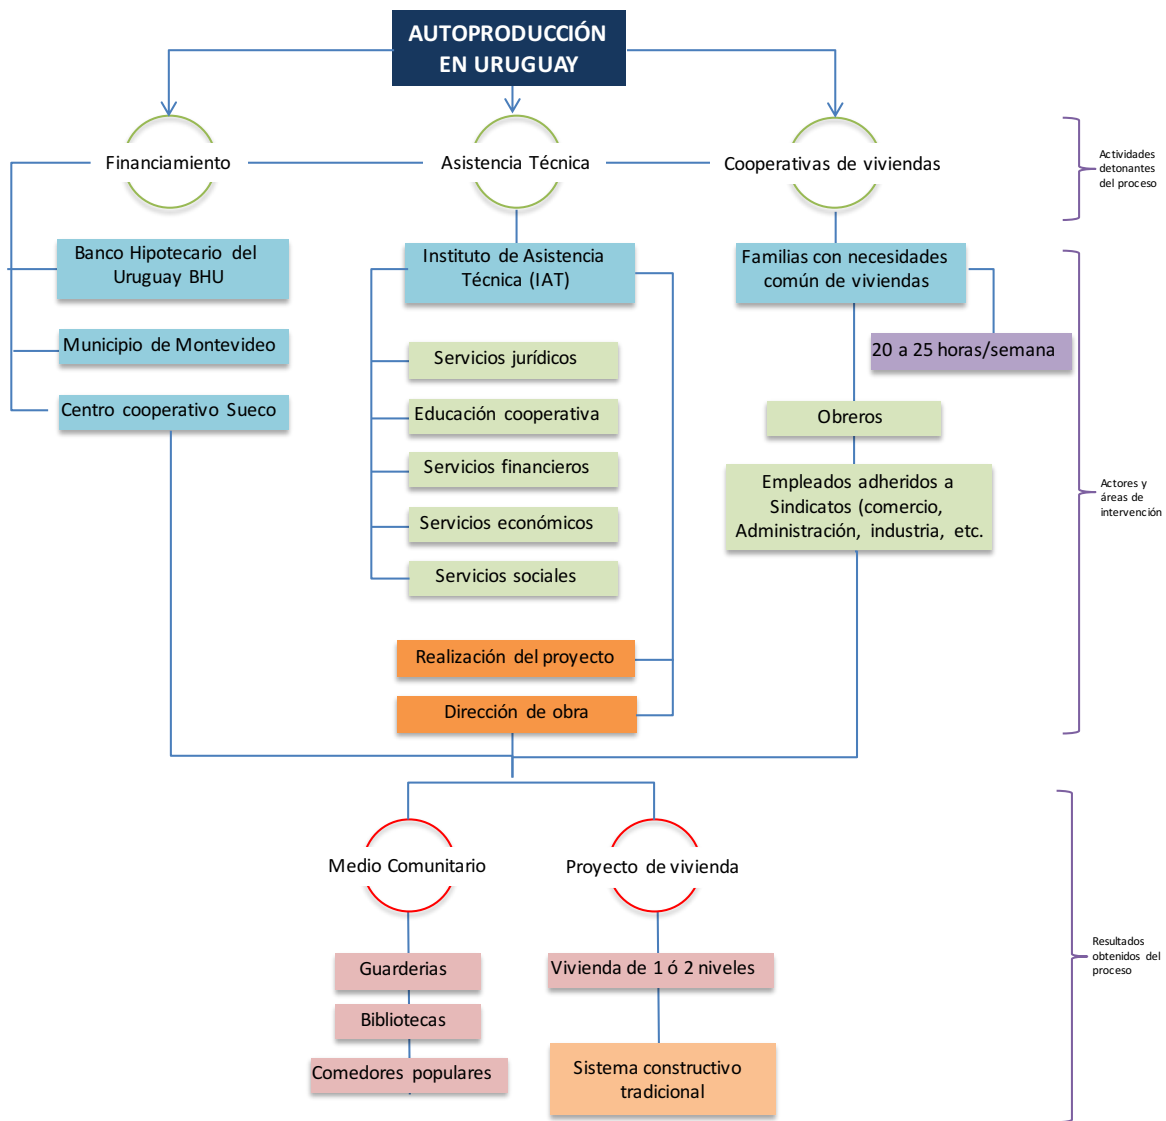 AUTOPRODUCCIÓN
EN URUGUAY
Financiamiento
Asistencia Técnica
Cooperativas de viviendas
Actividades
detonantes
del proceso
Banco Hipotecario del
Uruguay BHU
Municipio de Montevideo
Centro cooperativo Sueco
Instituto de Asistencia
Técnica (IAT)
Servicios jurídicos
Educación cooperativa
Servicios financieros
Servicios económicos
Servicios sociales
Realización del proyecto
Dirección de obra
Familias con necesidades
común de viviendas
20 a 25 horas/semana
Obreros
Empleados adheridos a
Sindicatos (comercio,
Administración, industria, etc.
Actores y
áreas de
intervención
Medio Comunitario
Proyecto de vivienda
Guarderias
Bibliotecas
Comedores populares
Vivienda de 1 ó 2 niveles
Sistema constructivo
tradicional
Resultados
obtenidos del
proceso